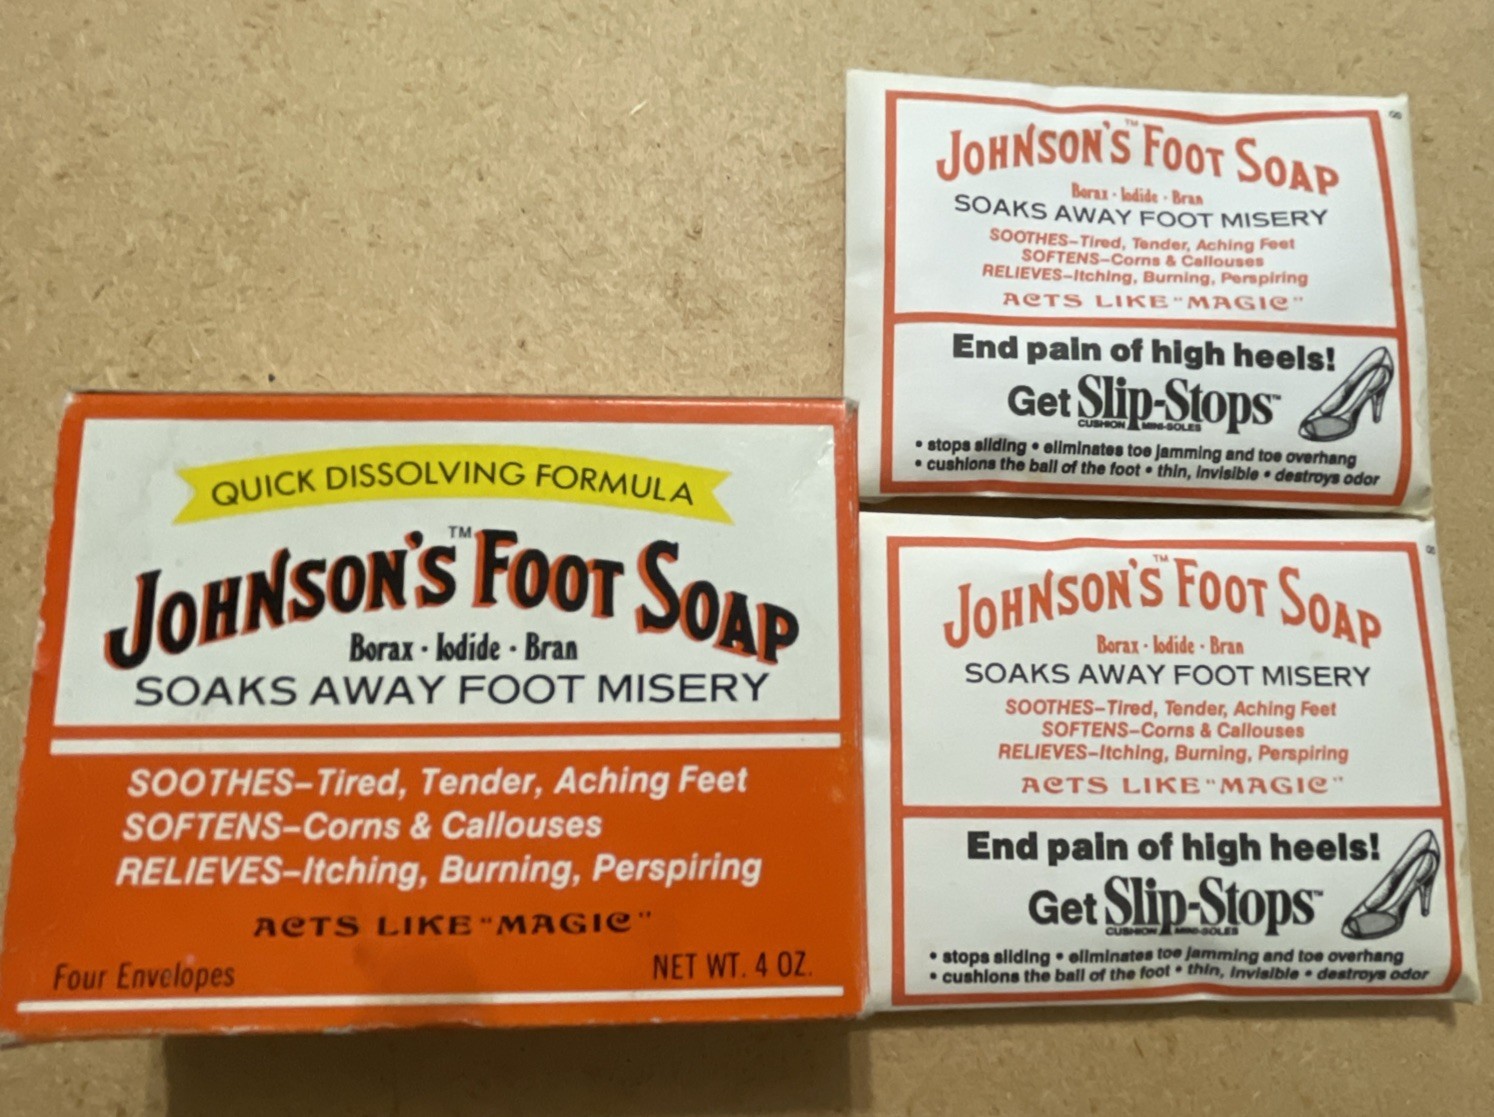 QUICK DISSOLVING FORMULA
JOHNSON'S™ FOOT SOAP
Borax · Iodide · Bran
SOAKS AWAY FOOT MISERY
SOOTHES–Tired, Tender, Aching Feet
SOFTENS–Corns & Callouses
RELIEVES–Itching, Burning, Perspiring
ACTS LIKE "MAGIC"
Four Envelopes
NET WT. 4 OZ.
8
JOHNSON'S™ FOOT SOAP
Borax · Iodide · Bran
SOAKS AWAY FOOT MISERY
SOOTHES–Tired, Tender, Aching Feet
SOFTENS–Corns & Callouses
RELIEVES–Itching, Burning, Perspiring
ACTS LIKE "MAGIC"
End pain of high heels!
Get Slip-Stops™
CUSHION MINI-SOLES
• stops sliding • eliminates toe jamming and toe overhang
• cushions the ball of the foot • thin, invisible • destroys odor
8
JOHNSON'S™ FOOT SOAP
Borax · Iodide · Bran
SOAKS AWAY FOOT MISERY
SOOTHES–Tired, Tender, Aching Feet
SOFTENS–Corns & Callouses
RELIEVES–Itching, Burning, Perspiring
ACTS LIKE "MAGIC"
End pain of high heels!
Get Slip-Stops™
CUSHION MINI-SOLES
• stops sliding • eliminates toe jamming and toe overhang
• cushions the ball of the foot • thin, invisible • destroys odor